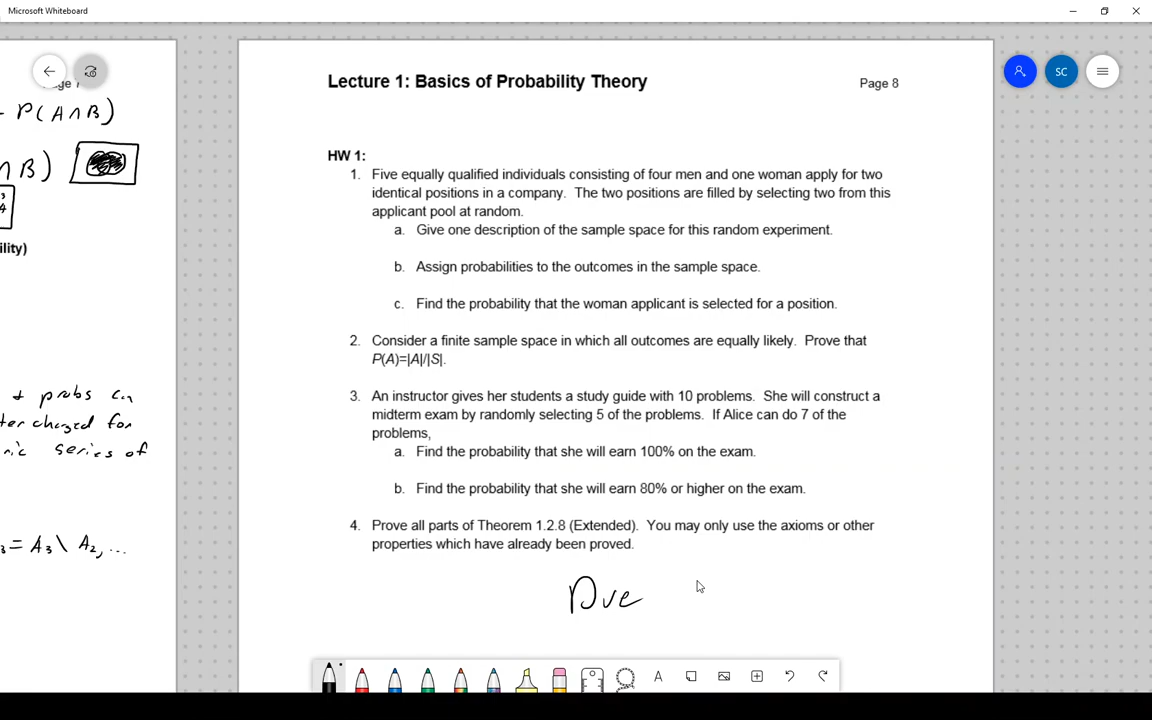 Microsoft Whiteboard
Lecture 1: Basics of Probability Theory
Page 8
P(A∩B)
∩B)
ility)
& probs can
ter changed for
series of
= A₃ \ A₂, ...
HW 1:
1. Five equally qualified individuals consisting of four men and one woman apply for two
identical positions in a company. The two positions are filled by selecting two from this
applicant pool at random.
a. Give one description of the sample space for this random experiment.
b. Assign probabilities to the outcomes in the sample space.
c. Find the probability that the woman applicant is selected for a position.
2. Consider a finite sample space in which all outcomes are equally likely. Prove that
P(A)=|A|/|S|.
3. An instructor gives her students a study guide with 10 problems. She will construct a
midterm exam by randomly selecting 5 of the problems. If Alice can do 7 of the
problems,
a. Find the probability that she will earn 100% on the exam.
b. Find the probability that she will earn 80% or higher on the exam.
4. Prove all parts of Theorem 1.2.8 (Extended). You may only use the axioms or other
properties which have already been proved.
Due
SC
A